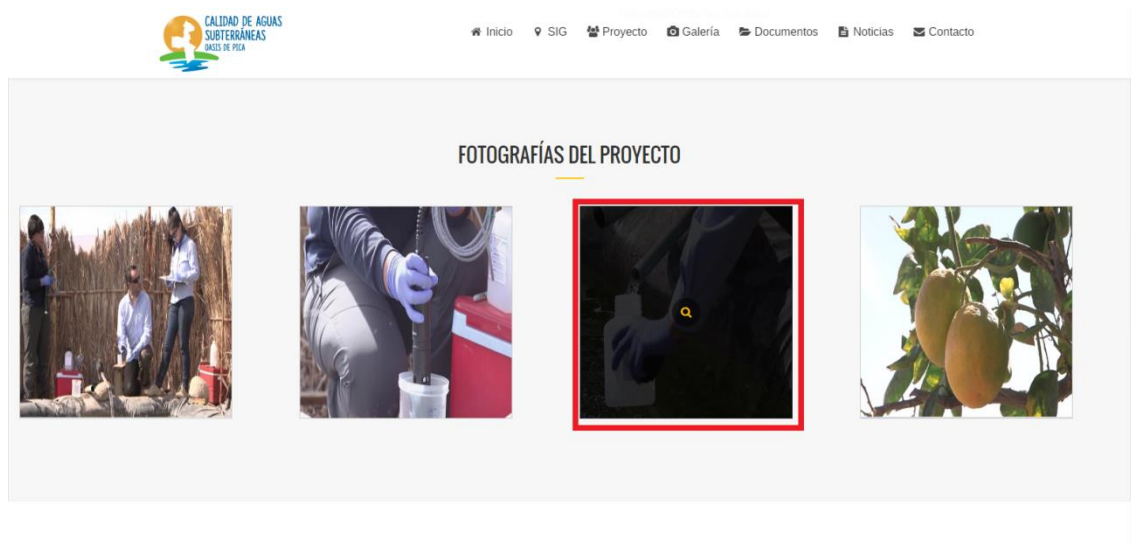 CALIDAD DE AGUAS
SUBTERRÁNEAS
OASIS DE PICA
Inicio SIG Proyecto Galería Documentos Noticias Contacto
FOTOGRAFÍAS DEL PROYECTO